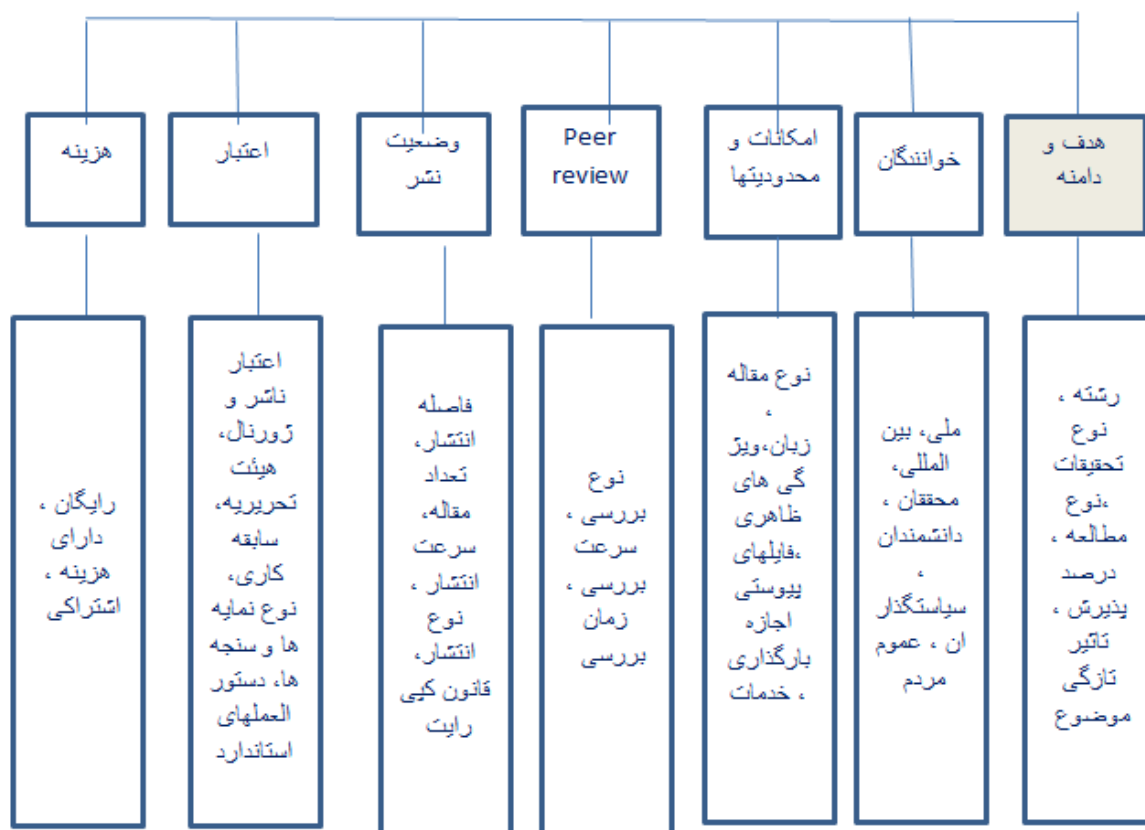 هدف و
دامنه
خوانندگان
امکانات و
محدودیتها
Peer
review
وضعیت
نشر
اعتبار
هزینه
رشته ،
نوع
تحقیقات
،نوع
مطالعه ،
درصد
پذیرش ،
تاثیر
تازگی
موضوع
ملی، بین
المللی،
محققان ،
دانشمندان
،
سیاستگذار
ان ، عموم
مردم
نوع مقاله
،
زبان،ویژ
گی های
ظاهری
،فایلهای
پیوستی
اجازه
بارگذاری
، خدمات
نوع
بررسی ،
سرعت
بررسی ،
زمان
بررسی
فاصله
انتشار،
تعداد
مقاله،
سرعت
انتشار ،
نوع
انتشار،
قانون کپی
رایت
اعتبار
ناشر و
ژورنال،
هیئت
تحریریه،
سابقه
کاری،
نوع نمایه
ها و سنجه
ها، دستور
العملهای
استاندارد
رایگان ،
دارای
هزینه ،
اشتراکی